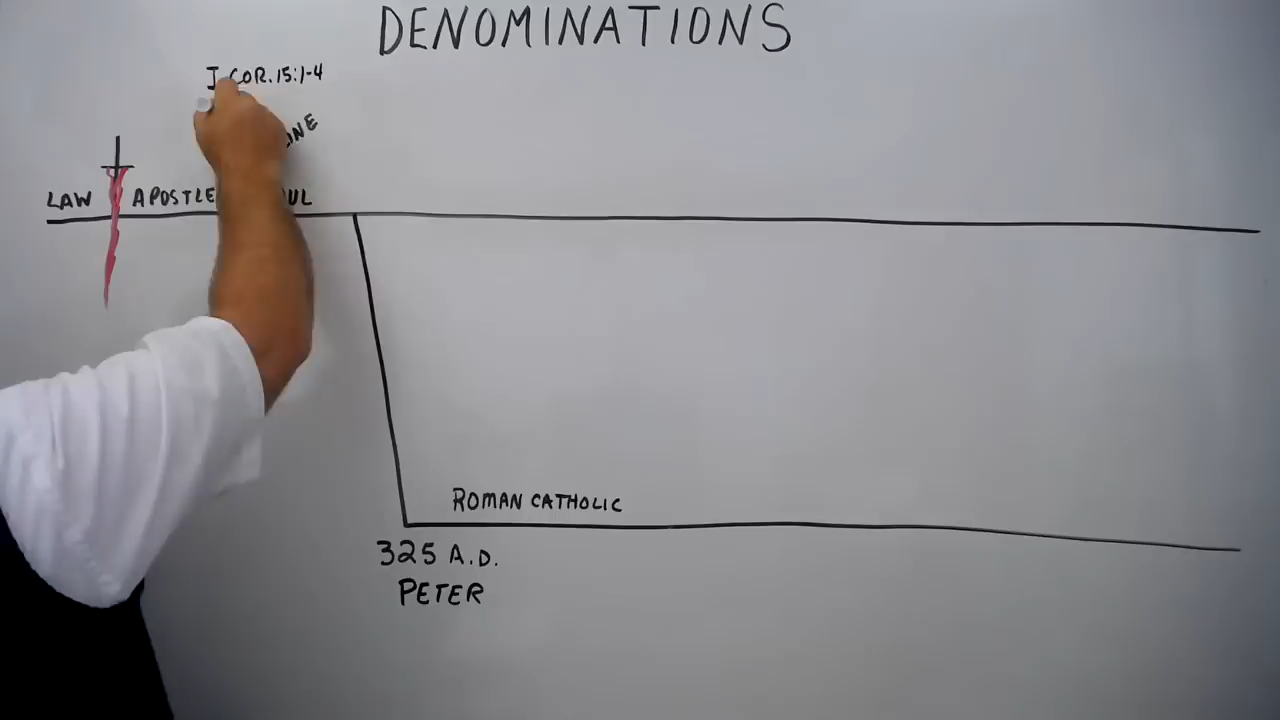 DENOMINATIONS
I COR. 15:1-4
LAW APOSTLE
ROMAN CATHOLIC
325 A.D.
PETER